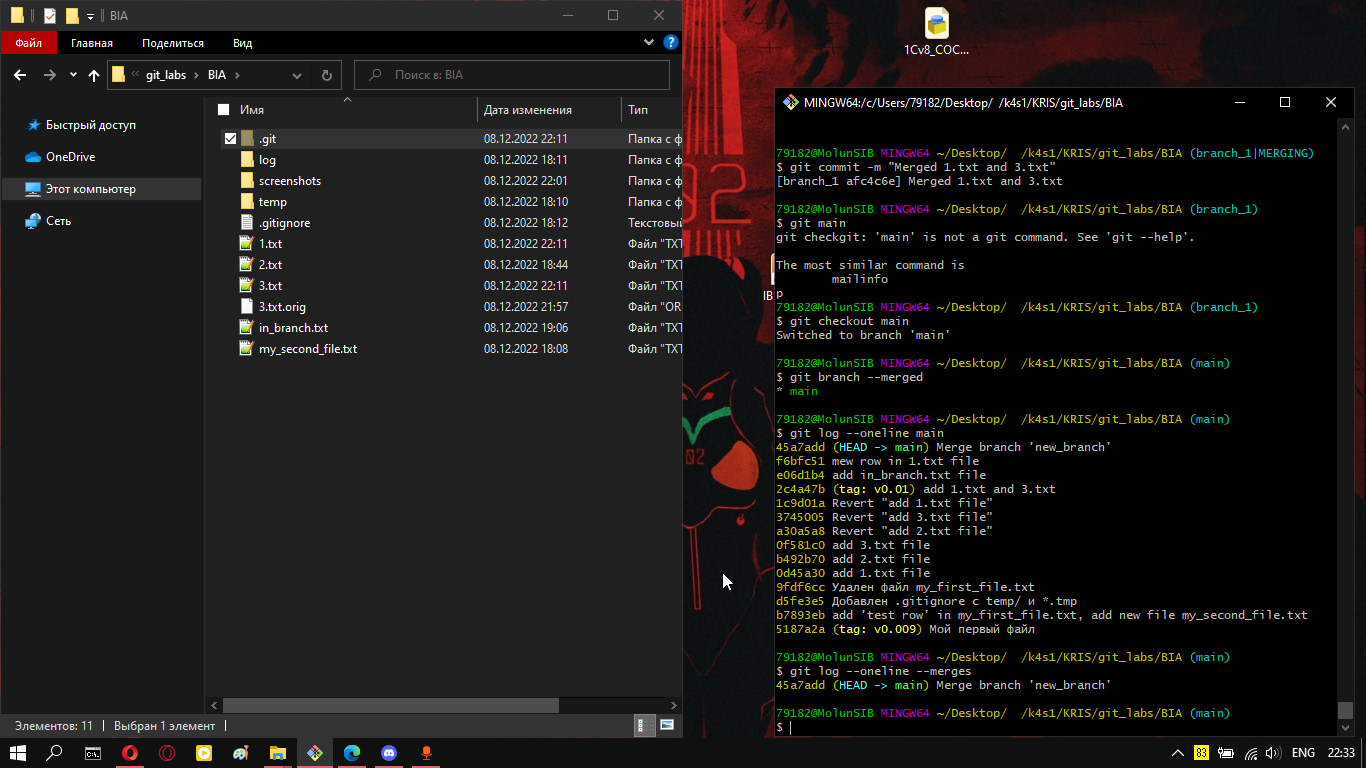 BIA
Файл Главная Поделиться Вид
git_labs BIA
Поиск в: BIA
Быстрый доступ
OneDrive
Этот компьютер
Сеть
Имя Дата изменения Тип
.git 08.12.2022 22:11 Папка с ф
log 08.12.2022 18:11 Папка с ф
screenshots 08.12.2022 22:01 Папка с ф
temp 08.12.2022 18:10 Папка с ф
.gitignore 08.12.2022 18:12 Текстовый
1.txt 08.12.2022 22:11 Файл "TXT
2.txt 08.12.2022 18:44 Файл "TXT
3.txt 08.12.2022 22:11 Файл "TXT
3.txt.orig 08.12.2022 21:57 Файл "OR
in_branch.txt 08.12.2022 19:06 Файл "TXT
my_second_file.txt 08.12.2022 18:08 Файл "TXT
Элементов: 11 Выбран 1 элемент
1Cv8_COC...
MINGW64:/c/Users/79182/Desktop/ /k4s1/KRIS/git_labs/BIA
79182@MolunSIB MINGW64 ~/Desktop/ /k4s1/KRIS/git_labs/BIA (branch_1|MERGING)
$ git commit -m "Merged 1.txt and 3.txt"
[branch_1 afc4c6e] Merged 1.txt and 3.txt
79182@MolunSIB MINGW64 ~/Desktop/ /k4s1/KRIS/git_labs/BIA (branch_1)
$ git main
git checkgit: 'main' is not a git command. See 'git --help'.
The most similar command is
mailinfo
p
79182@MolunSIB MINGW64 ~/Desktop/ /k4s1/KRIS/git_labs/BIA (branch_1)
$ git checkout main
Switched to branch 'main'
79182@MolunSIB MINGW64 ~/Desktop/ /k4s1/KRIS/git_labs/BIA (main)
$ git branch --merged
* main
79182@MolunSIB MINGW64 ~/Desktop/ /k4s1/KRIS/git_labs/BIA (main)
$ git log --oneline main
45a7add (HEAD -> main) Merge branch 'new_branch'
f6bfc51 mew row in 1.txt file
e06d1b4 add in_branch.txt file
2c4a47b (tag: v0.01) add 1.txt and 3.txt
1c9d01a Revert "add 1.txt file"
3745005 Revert "add 3.txt file"
a30a5a8 Revert "add 2.txt file"
0f581c0 add 3.txt file
b492b70 add 2.txt file
0d45a30 add 1.txt file
9fdf6cc Удален файл my_first_file.txt
d5fe3e5 Добавлен .gitignore с temp/ и *.tmp
b7893eb add 'test row' in my_first_file.txt, add new file my_second_file.txt
5187a2a (tag: v0.009) Мой первый файл
79182@MolunSIB MINGW64 ~/Desktop/ /k4s1/KRIS/git_labs/BIA (main)
$ git log --oneline --merges
45a7add (HEAD -> main) Merge branch 'new_branch'
79182@MolunSIB MINGW64 ~/Desktop/ /k4s1/KRIS/git_labs/BIA (main)
$
83 ENG 22:33